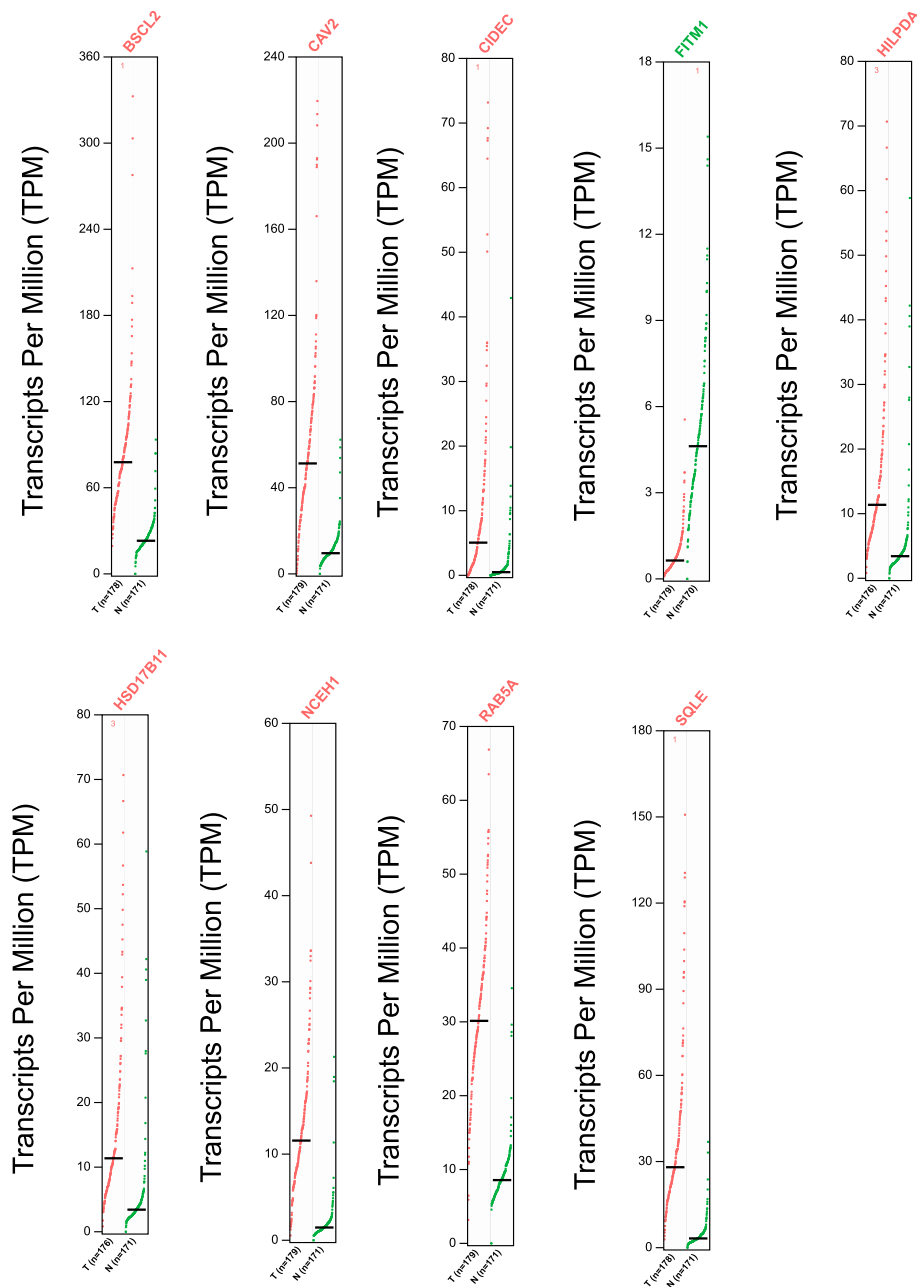 BSCL2
CAV2
CIDEC
FITM1
HILPDA
Transcripts Per Million (TPM)
360
300
240
180
120
60
0
1
T (n=178)
N (n=171)
Transcripts Per Million (TPM)
240
200
160
120
80
40
0
T (n=179)
N (n=171)
Transcripts Per Million (TPM)
80
70
60
50
40
30
20
10
0
1
T (n=178)
N (n=171)
Transcripts Per Million (TPM)
18
15
12
9
6
3
0
1
T (n=179)
N (n=170)
Transcripts Per Million (TPM)
80
70
60
50
40
30
20
10
0
3
T (n=176)
N (n=171)
HSD17B11
NCEH1
RAB5A
SQLE
Transcripts Per Million (TPM)
80
70
60
50
40
30
20
10
0
3
T (n=176)
N (n=171)
Transcripts Per Million (TPM)
60
50
40
30
20
10
0
T (n=179)
N (n=171)
Transcripts Per Million (TPM)
70
60
50
40
30
20
10
0
T (n=179)
N (n=171)
Transcripts Per Million (TPM)
180
150
120
90
60
30
0
1
T (n=178)
N (n=171)